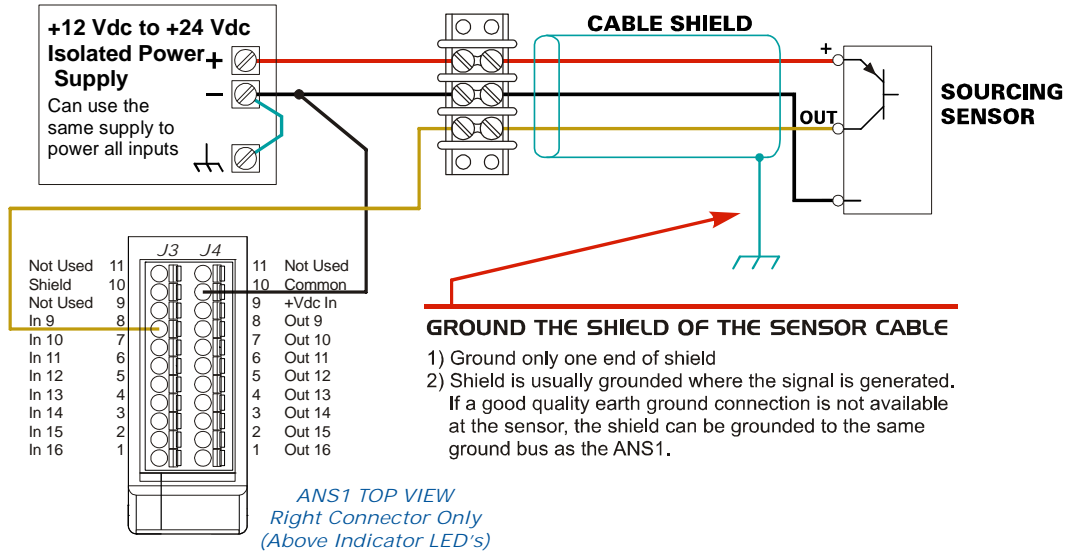 +12 Vdc to +24 Vdc
Isolated Power
Supply
Can use the
same supply to
power all inputs
+
–
CABLE SHIELD
+
OUT
–
SOURCING
SENSOR
J3 J4
Not Used 11
Shield 10
Not Used 9
In 9 8
In 10 7
In 11 6
In 12 5
In 13 4
In 14 3
In 15 2
In 16 1
11 Not Used
10 Common
9 +Vdc In
8 Out 9
7 Out 10
6 Out 11
5 Out 12
4 Out 13
3 Out 14
2 Out 15
1 Out 16
ANS1 TOP VIEW
Right Connector Only
(Above Indicator LED's)
GROUND THE SHIELD OF THE SENSOR CABLE
1) Ground only one end of shield
2) Shield is usually grounded where the signal is generated.
If a good quality earth ground connection is not available
at the sensor, the shield can be grounded to the same
ground bus as the ANS1.